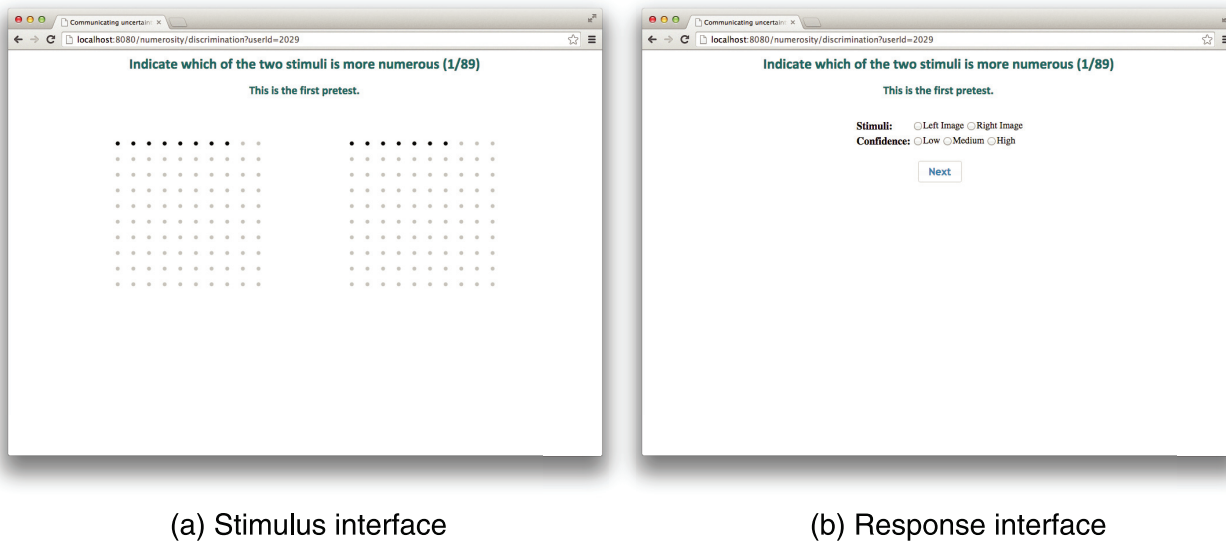 Communicating uncertain
localhost:8080/numerosity/discrimination?userId=2029
Indicate which of the two stimuli is more numerous (1/89)
This is the first pretest.
(a) Stimulus interface
Communicating uncertain
localhost:8080/numerosity/discrimination?userId=2029
Indicate which of the two stimuli is more numerous (1/89)
This is the first pretest.
Stimuli: Left Image Right Image
Confidence: Low Medium High
Next
(b) Response interface